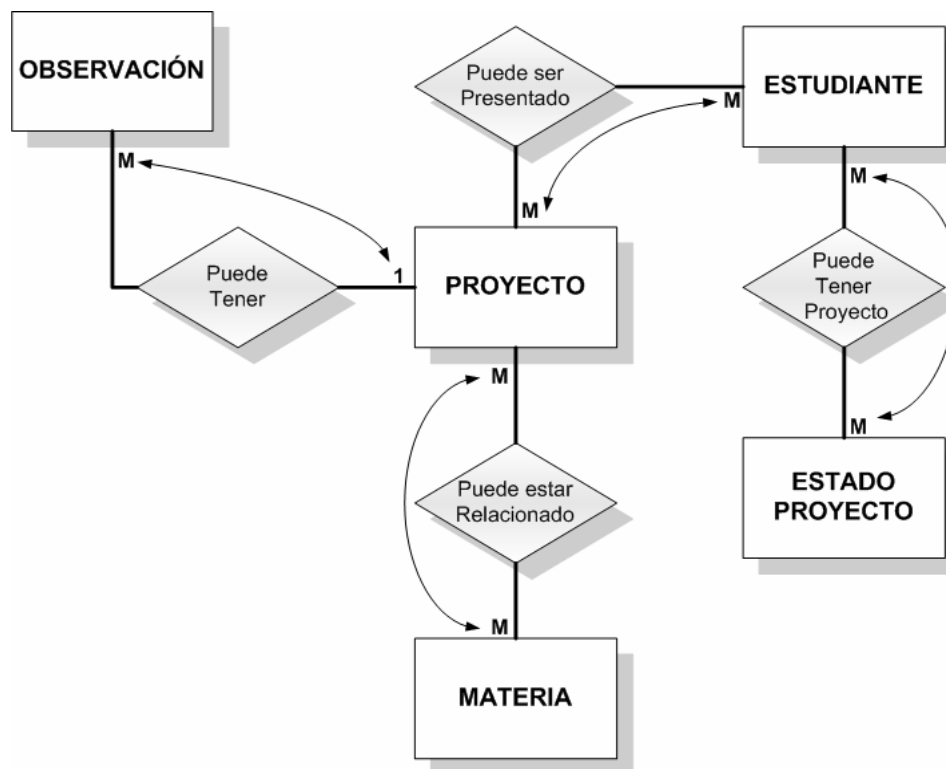 OBSERVACIÓN
Puede ser
Presentado
ESTUDIANTE
M
M
M
M
Puede
Tener
1
PROYECTO
Puede
Tener
Proyecto
M
M
Puede estar
Relacionado
ESTADO
PROYECTO
M
MATERIA